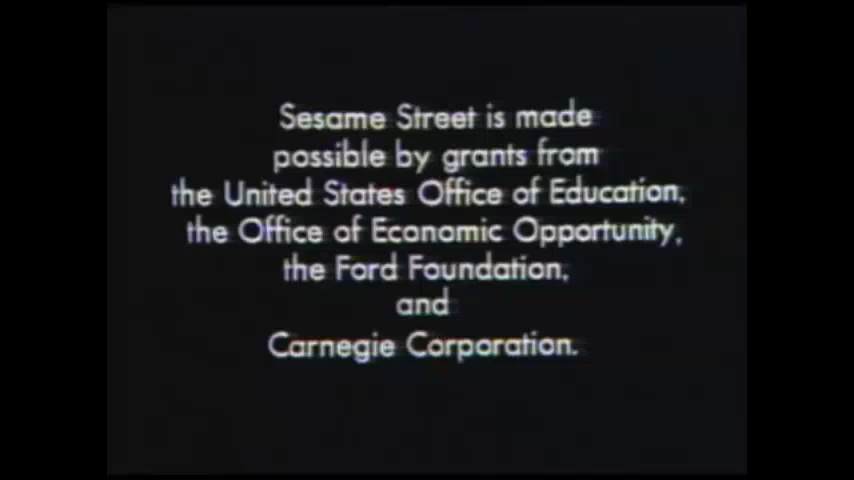 Sesame Street is made
possible by grants from
the United States Office of Education,
the Office of Economic Opportunity,
the Ford Foundation,
and
Carnegie Corporation.